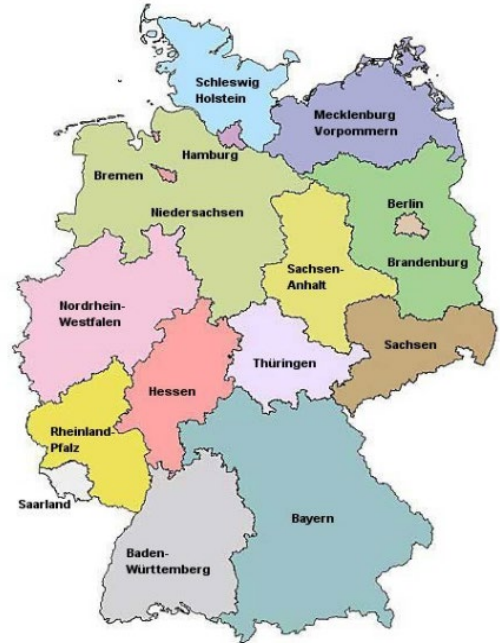 Schleswig
Holstein
Mecklenburg
Vorpommern
Hamburg
Bremen
Niedersachsen
Berlin
Brandenburg
Sachsen-
Anhalt
Nordrhein-
Westfalen
Sachsen
Thüringen
Hessen
Rheinland-
Pfalz
Saarland
Bayern
Baden-
Württemberg